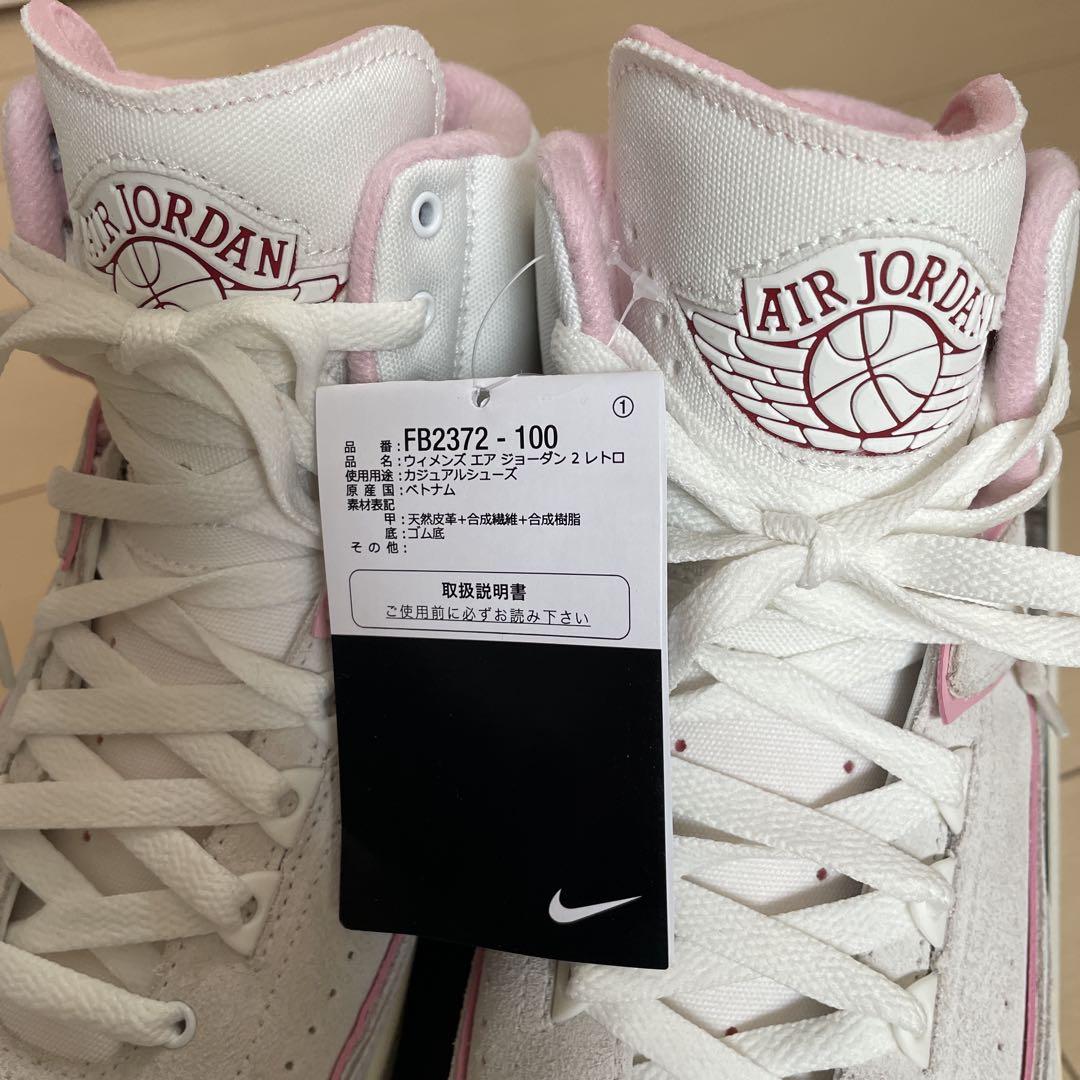 AIR JORDAN
AIR JORDAN
①
品 番 : FB2372 - 100
品 名 : ウィメンズ エア ジョーダン 2 レトロ
使用用途 : カジュアルシューズ
原 産 国 : ベトナム
素材表記
甲 : 天然皮革+合成繊維+合成樹脂
底 : ゴム底
そ の 他 :
取扱説明書
ご使用前に必ずお読み下さい